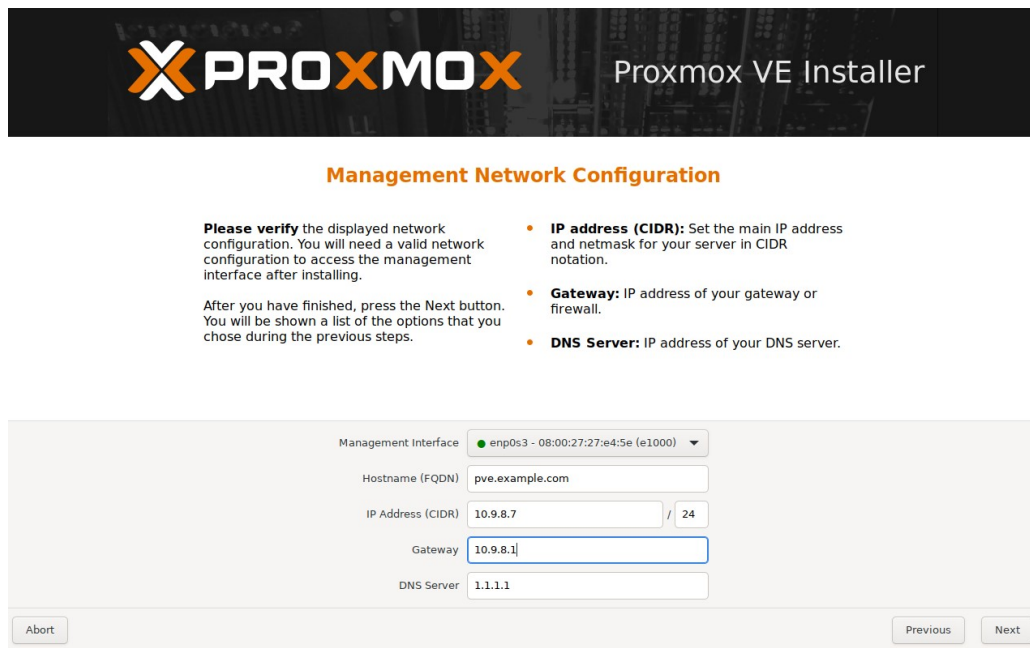 PROXMOX
Proxmox VE Installer
Management Network Configuration
Please verify the displayed network
configuration. You will need a valid network
configuration to access the management
interface after installing.
After you have finished, press the Next button.
You will be shown a list of the options that you
chose during the previous steps.
• IP address (CIDR): Set the main IP address
and netmask for your server in CIDR
notation.
• Gateway: IP address of your gateway or
firewall.
• DNS Server: IP address of your DNS server.
Management Interface ● enp0s3 - 08:00:27:27:e4:5e (e1000)
Hostname (FQDN) pve.example.com
IP Address (CIDR) 10.9.8.7 / 24
Gateway 10.9.8.1
DNS Server 1.1.1.1
Abort Previous Next